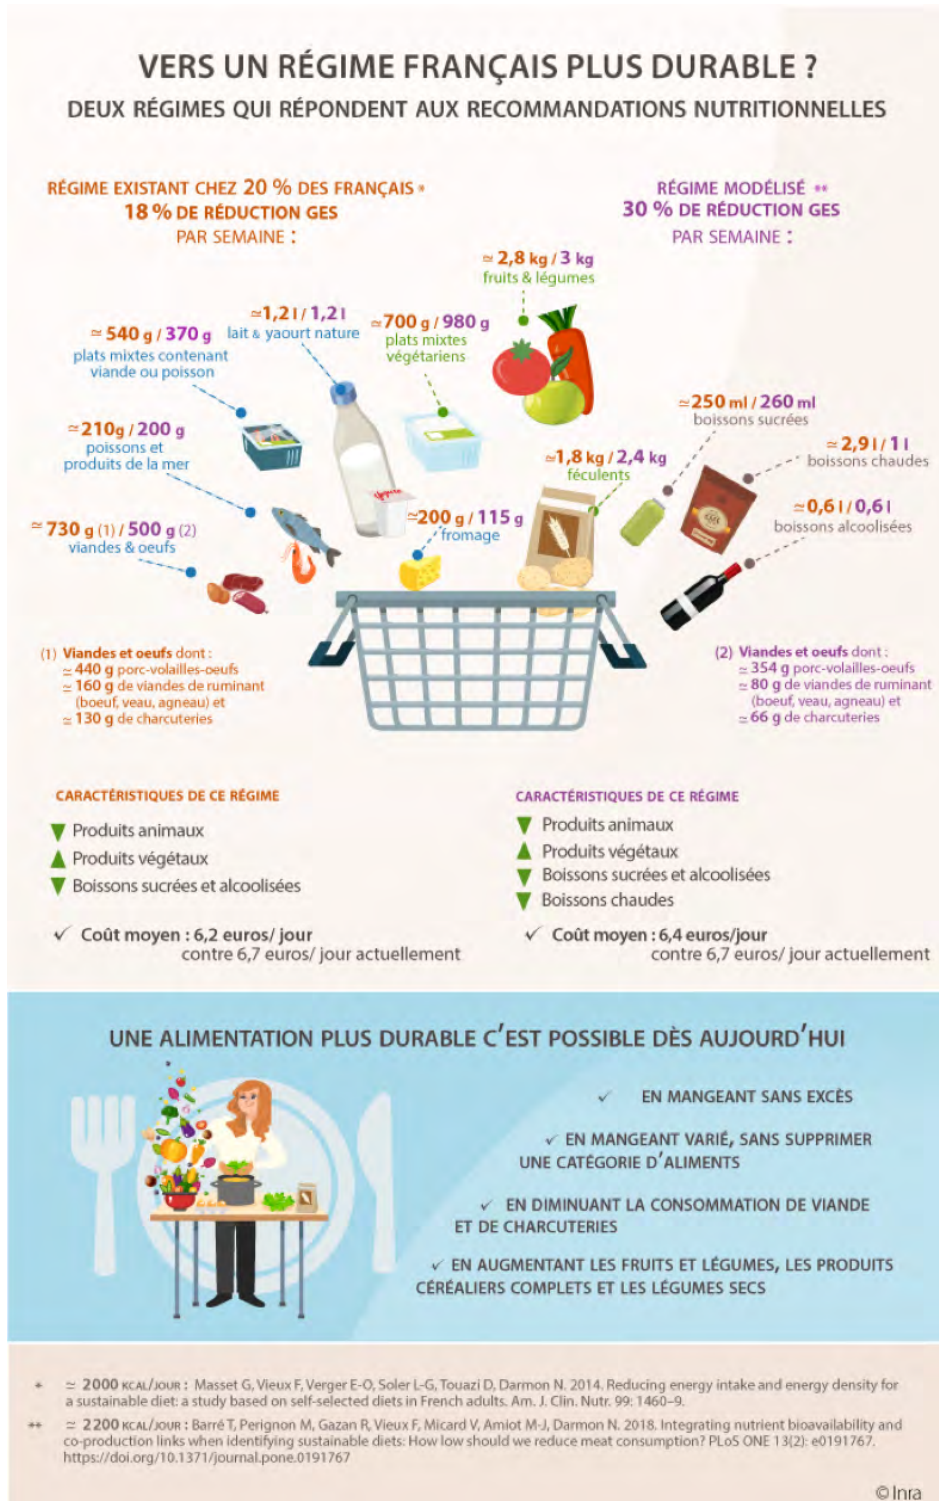 VERS UN RÉGIME FRANÇAIS PLUS DURABLE ?
DEUX RÉGIMES QUI RÉPONDENT AUX RECOMMANDATIONS NUTRITIONNELLES
RÉGIME EXISTANT CHEZ 20 % DES FRANÇAIS *
18 % DE RÉDUCTION GES
PAR SEMAINE :
RÉGIME MODÉLISÉ **
30 % DE RÉDUCTION GES
PAR SEMAINE :
≃ 2,8 kg / 3 kg
fruits & légumes
≃1,2 l / 1,2 l
lait & yaourt nature
≃700 g / 980 g
plats mixtes
végétariens
≃ 540 g / 370 g
plats mixtes contenant
viande ou poisson
≃250 ml / 260 ml
boissons sucrées
≃210g / 200 g
poissons et
produits de la mer
≃1,8 kg / 2,4 kg
féculents
≃ 2,9 l / 1 l
boissons chaudes
≃ 730 g (1) / 500 g (2)
viandes & oeufs
≃200 g / 115 g
fromage
≃0,6 l / 0,6 l
boissons alcoolisées
(1) Viandes et oeufs dont :
≃ 440 g porc-volailles-oeufs
≃ 160 g de viandes de ruminant
(boeuf, veau, agneau) et
≃ 130 g de charcuteries
(2) Viandes et oeufs dont :
≃ 354 g porc-volailles-oeufs
≃ 80 g de viandes de ruminant
(boeuf, veau, agneau) et
≃ 66 g de charcuteries
CARACTÉRISTIQUES DE CE RÉGIME
▼ Produits animaux
▲ Produits végétaux
▼ Boissons sucrées et alcoolisées
✓ Coût moyen : 6,2 euros/ jour
contre 6,7 euros/ jour actuellement
CARACTÉRISTIQUES DE CE RÉGIME
▼ Produits animaux
▲ Produits végétaux
▼ Boissons sucrées et alcoolisées
▼ Boissons chaudes
✓ Coût moyen : 6,4 euros/jour
contre 6,7 euros/ jour actuellement
UNE ALIMENTATION PLUS DURABLE C'EST POSSIBLE DÈS AUJOURD'HUI
✓ EN MANGEANT SANS EXCÈS
✓ EN MANGEANT VARIÉ, SANS SUPPRIMER
UNE CATÉGORIE D'ALIMENTS
✓ EN DIMINUANT LA CONSOMMATION DE VIANDE
ET DE CHARCUTERIES
✓ EN AUGMENTANT LES FRUITS ET LÉGUMES, LES PRODUITS
CÉRÉALIERS COMPLETS ET LES LÉGUMES SECS
* ≃ 2000 KCAL/JOUR : Masset G, Vieux F, Verger E-O, Soler L-G, Touazi D, Darmon N. 2014. Reducing energy intake and energy density for
a sustainable diet: a study based on self-selected diets in French adults. Am. J. Clin. Nutr. 99: 1460–9.
** ≃ 2200 KCAL/JOUR : Barré T, Perignon M, Gazan R, Vieux F, Micard V, Amiot M-J, Darmon N. 2018. Integrating nutrient bioavailability and
co-production links when identifying sustainable diets: How low should we reduce meat consumption? PLoS ONE 13(2): e0191767.
https://doi.org/10.1371/journal.pone.0191767
© Inra